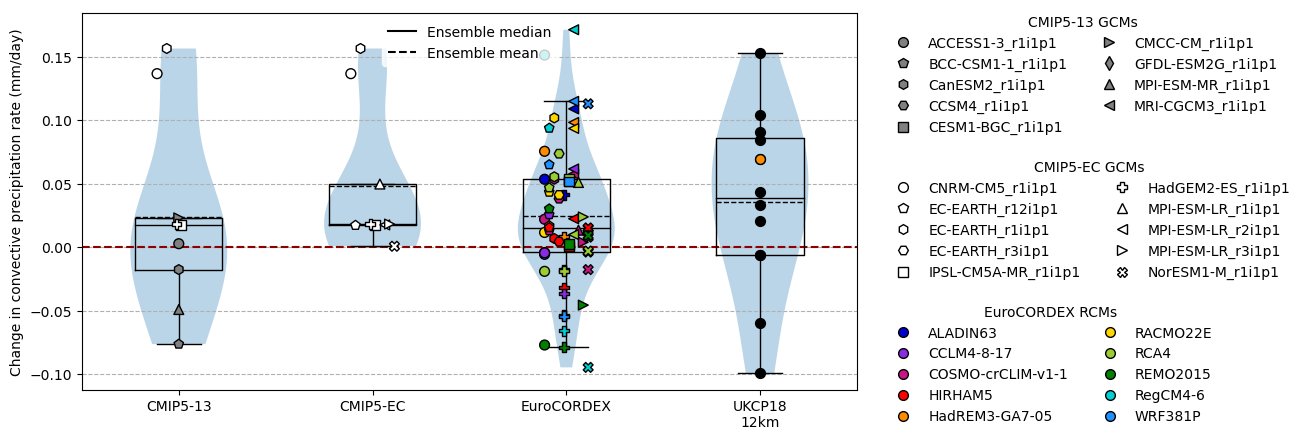 Change in convective precipitation rate (mm/day)
0.15
0.10
0.05
0.00
−0.05
−0.10
Ensemble median
Ensemble mean
CMIP5-13
CMIP5-EC
EuroCORDEX
UKCP18
12km
CMIP5-13 GCMs
ACCESS1-3_r1i1p1
BCC-CSM1-1_r1i1p1
CanESM2_r1i1p1
CCSM4_r1i1p1
CESM1-BGC_r1i1p1
CMCC-CM_r1i1p1
GFDL-ESM2G_r1i1p1
MPI-ESM-MR_r1i1p1
MRI-CGCM3_r1i1p1
CMIP5-EC GCMs
CNRM-CM5_r1i1p1
EC-EARTH_r12i1p1
EC-EARTH_r1i1p1
EC-EARTH_r3i1p1
IPSL-CM5A-MR_r1i1p1
HadGEM2-ES_r1i1p1
MPI-ESM-LR_r1i1p1
MPI-ESM-LR_r2i1p1
MPI-ESM-LR_r3i1p1
NorESM1-M_r1i1p1
EuroCORDEX RCMs
ALADIN63
CCLM4-8-17
COSMO-crCLIM-v1-1
HIRHAM5
HadREM3-GA7-05
RACMO22E
RCA4
REMO2015
RegCM4-6
WRF381P